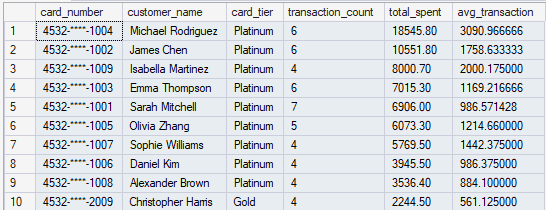 card_number customer_name card_tier transaction_count total_spent avg_transaction
1 4532-****-1004 Michael Rodriguez Platinum 6 18545.80 3090.966666
2 4532-****-1002 James Chen Platinum 6 10551.80 1758.633333
3 4532-****-1009 Isabella Martinez Platinum 4 8000.70 2000.175000
4 4532-****-1003 Emma Thompson Platinum 6 7015.30 1169.216666
5 4532-****-1001 Sarah Mitchell Platinum 7 6906.00 986.571428
6 4532-****-1005 Olivia Zhang Platinum 5 6073.30 1214.660000
7 4532-****-1007 Sophie Williams Platinum 4 5769.50 1442.375000
8 4532-****-1006 Daniel Kim Platinum 4 3945.50 986.375000
9 4532-****-1008 Alexander Brown Platinum 4 3536.40 884.100000
10 4532-****-2009 Christopher Harris Gold 4 2244.50 561.125000